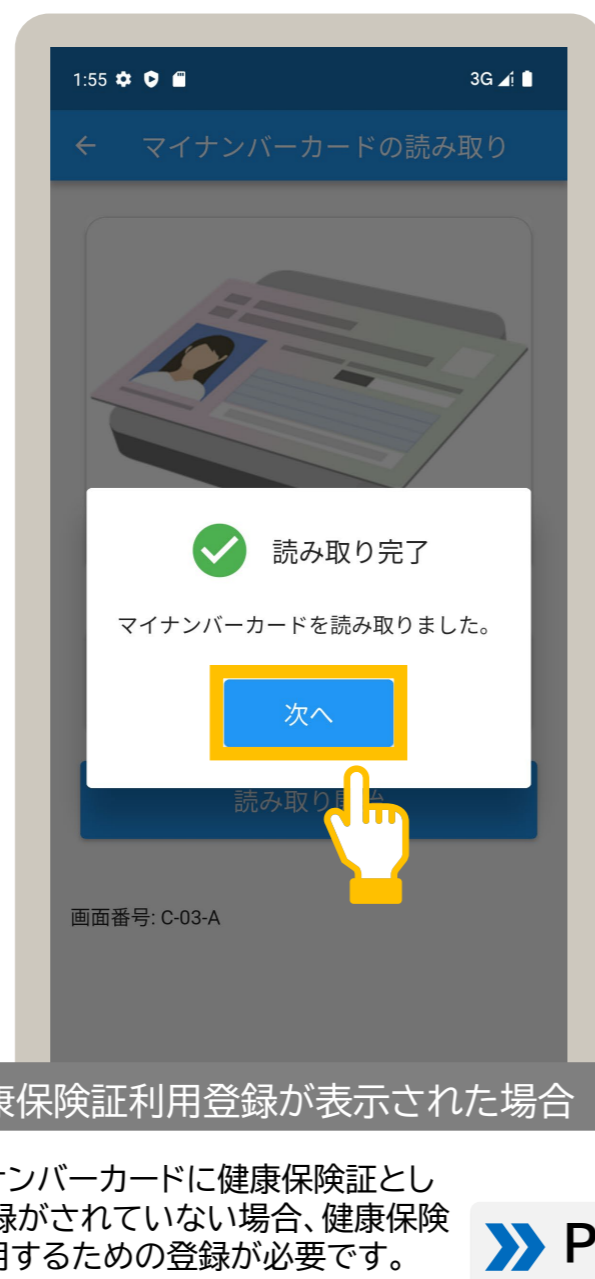 1:55 3G
マイナンバーカードの読み取り
読み取り完了
マイナンバーカードを読み取りました。
次へ
読み取り
画面番号: C-03-A
康保険証利用登録が表示された場合
ナンバーカードに健康保険証とし
録がされていない場合、健康保険
用するための登録が必要です。
P